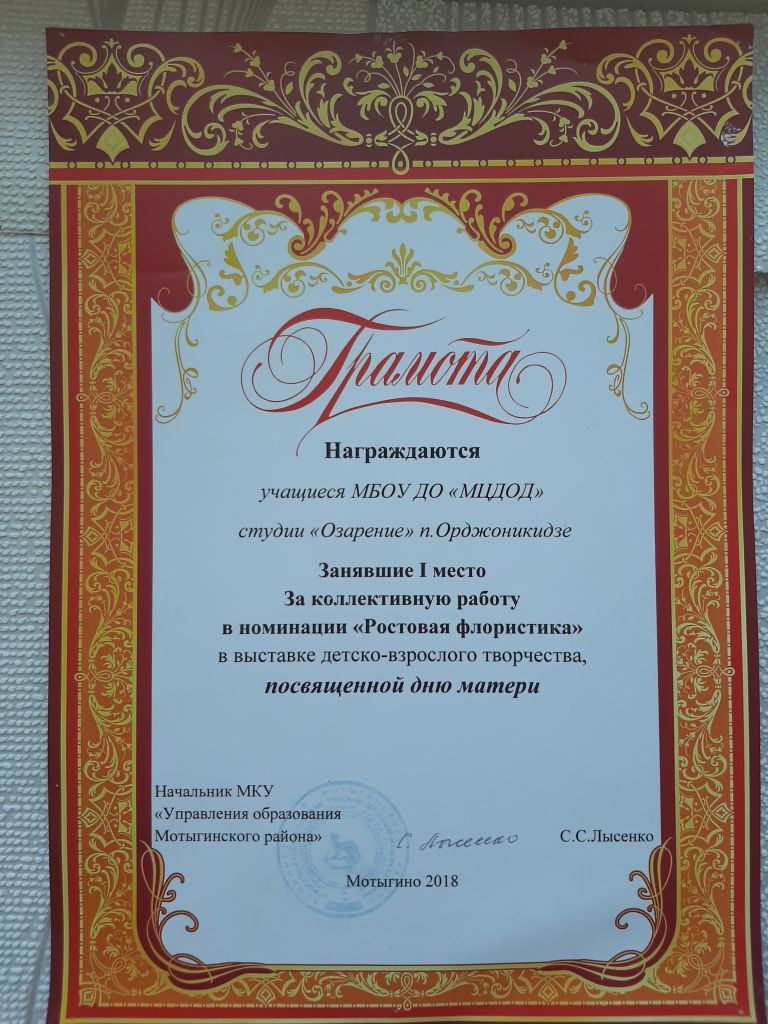 Грамота
Награждаются
учащиеся МБОУ ДО «МЦДОД»
студии «Озарение» п.Орджоникидзе
Занявшие I место
За коллективную работу
в номинации «Ростовая флористика»
в выставке детско-взрослого творчества,
посвященной дню матери
Начальник МКУ
«Управления образования
Мотыгинского района»
С. Лысенко
С.С.Лысенко
Мотыгино 2018